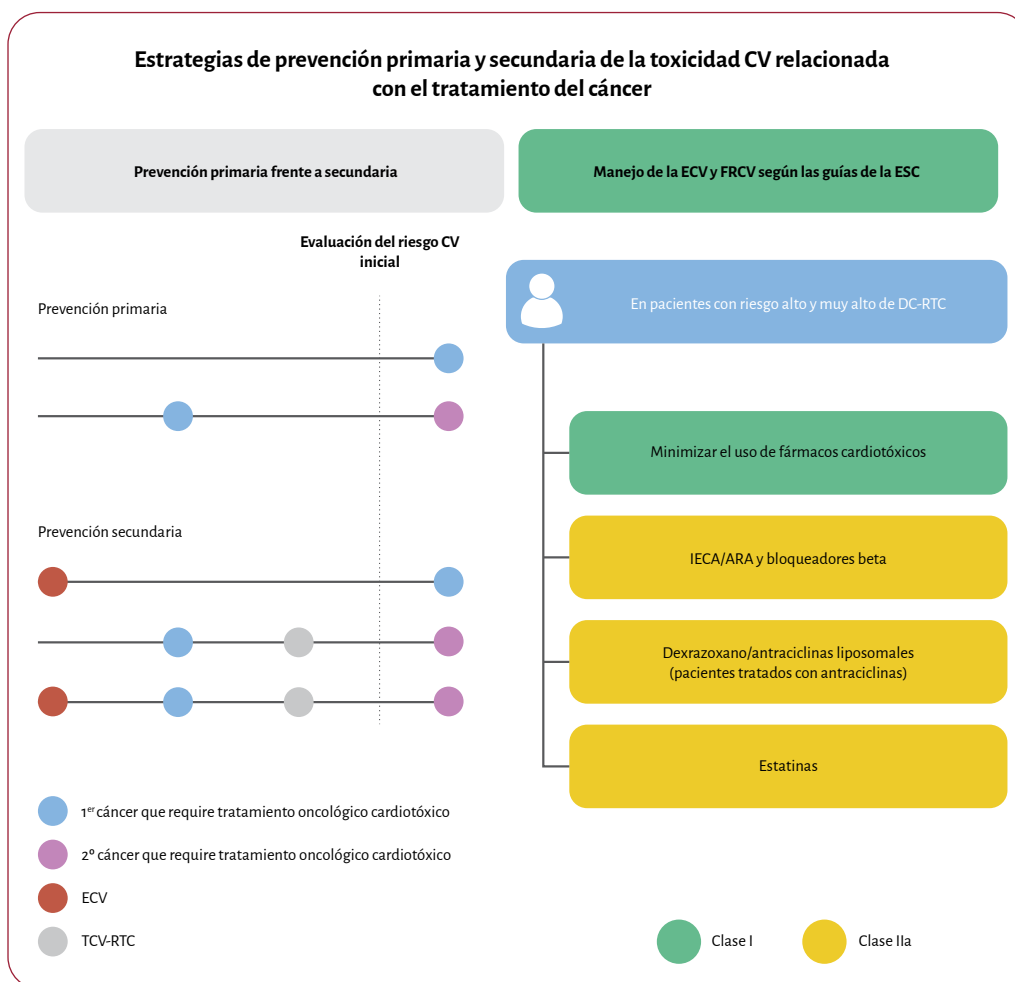 Estrategias de prevención primaria y secundaria de la toxicidad CV relacionada
con el tratamiento del cáncer
Prevención primaria frente a secundaria
Manejo de la ECV y FRCV según las guías de la ESC
Evaluación del riesgo CV
inicial
Prevención primaria
En pacientes con riesgo alto y muy alto de DC-RTC
Minimizar el uso de fármacos cardiotóxicos
Prevención secundaria
IECA/ARA y bloqueadores beta
Dexrazoxano/antraciclinas liposomales
(pacientes tratados con antraciclinas)
Estatinas
1er cáncer que require tratamiento oncológico cardiotóxico
2º cáncer que require tratamiento oncológico cardiotóxico
ECV
TCV-RTC
Clase I
Clase IIa